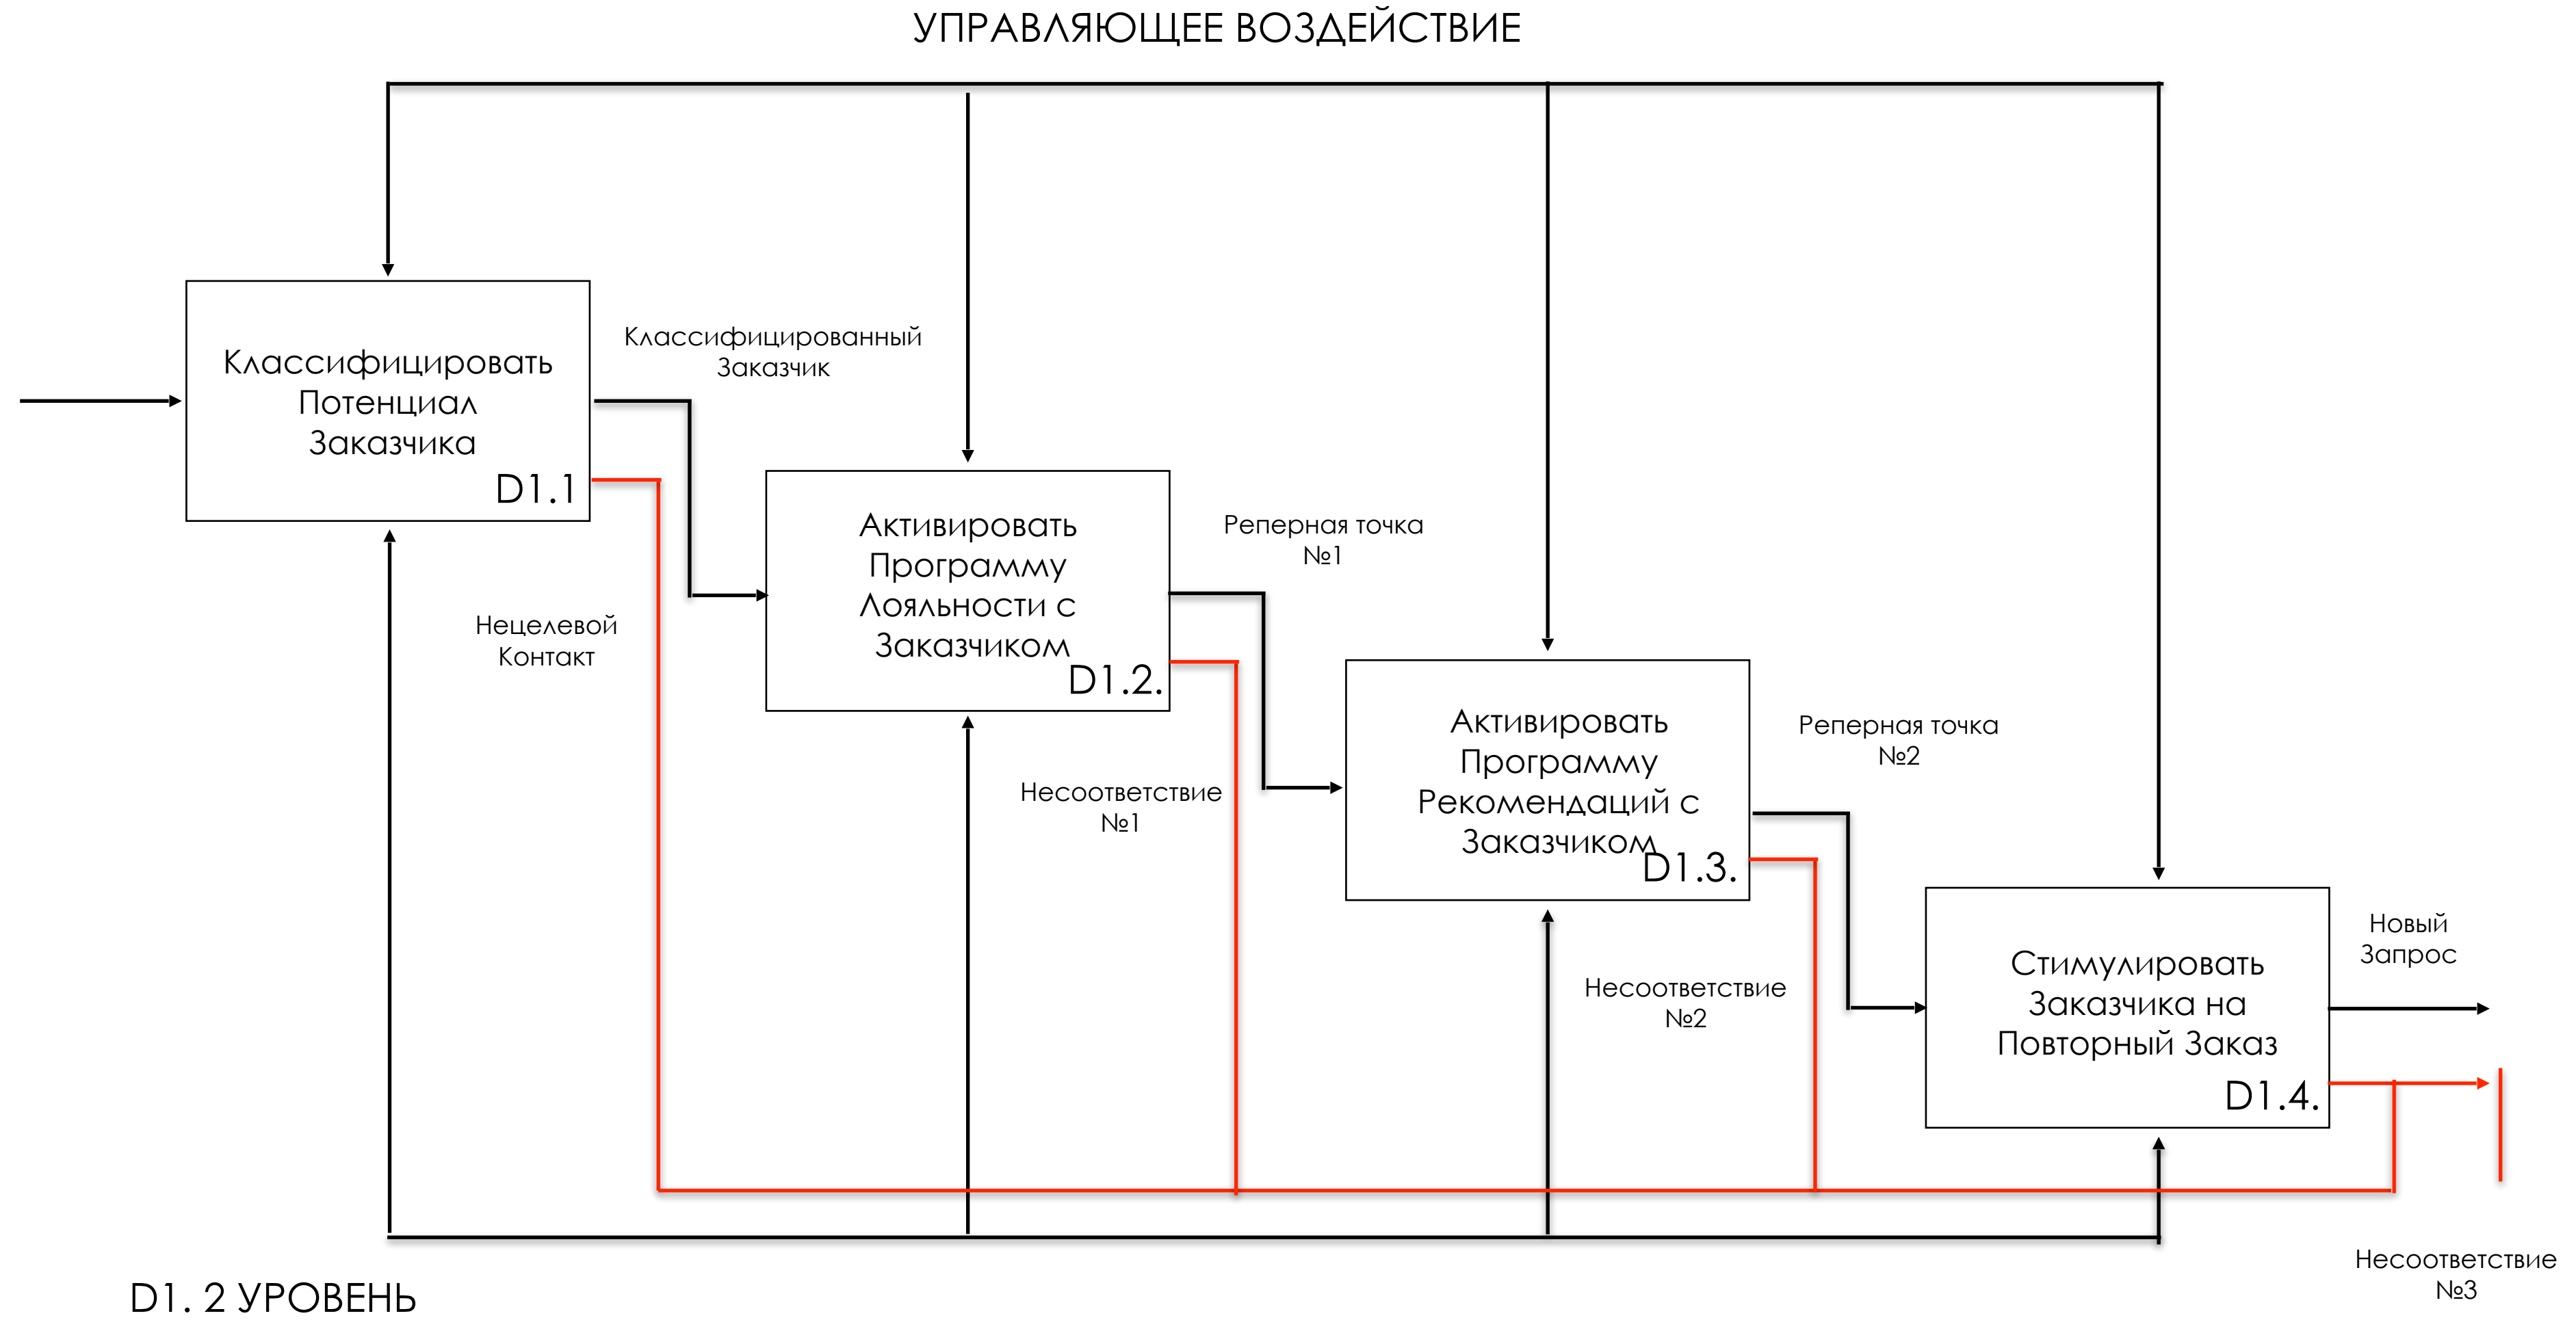 УПРАВЛЯЮЩЕЕ ВОЗДЕЙСТВИЕ
Классифицировать
Потенциал
Заказчика
D1.1
Классифицированный
Заказчик
Нецелевой
Контакт
Активировать
Программу
Лояльности с
Заказчиком
D1.2.
Реперная точка
№1
Несоответствие
№1
Активировать
Программу
Рекомендаций с
Заказчиком
D1.3.
Реперная точка
№2
Несоответствие
№2
Стимулировать
Заказчика на
Повторный Заказ
D1.4.
Новый
Запрос
Несоответствие
№3
D1. 2 УРОВЕНЬ